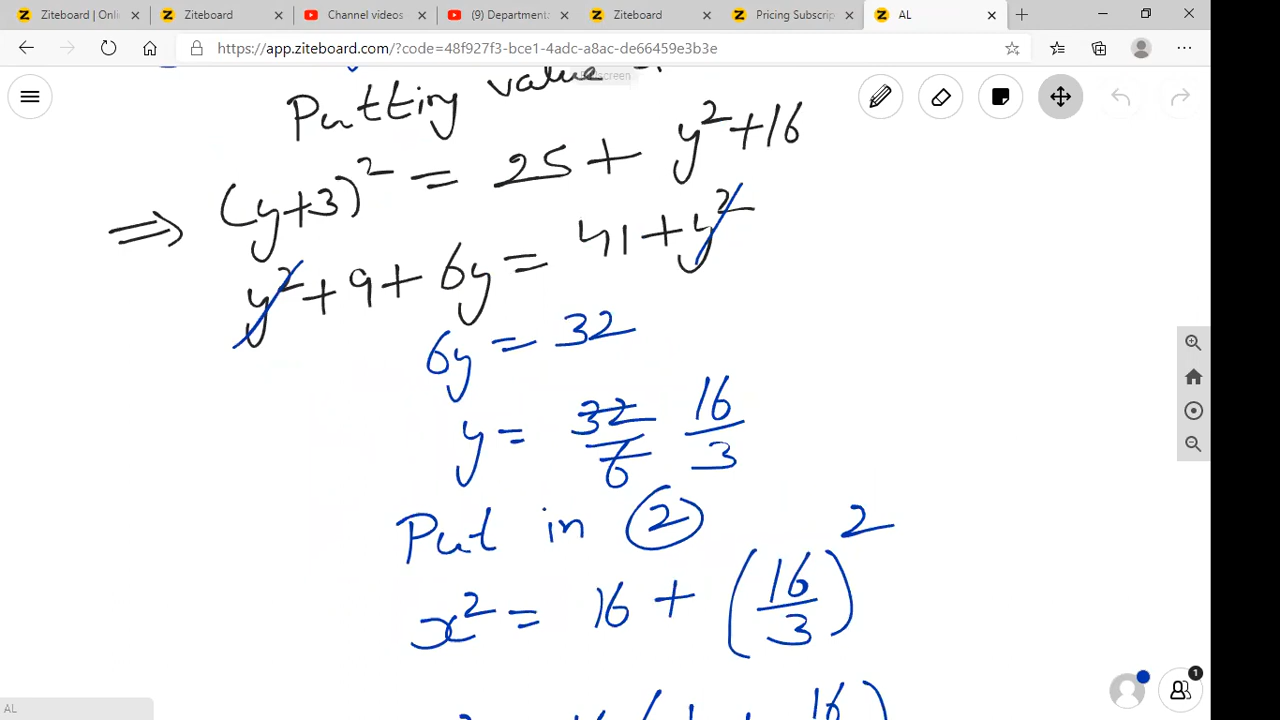 Ziteboard | Onli
Ziteboard
Channel videos
(9) Department
Ziteboard
Pricing Subscrip
AL
https://app.ziteboard.com/?code=48f927f3-bce1-4adc-a8ac-de66459e3b3e
Putting value
⇒ (y+3)² = 25 + y²+16
y²+9+6y = 41+y²
6y = 32
y = 32/6 16/3
Put in ②
x² = 16 + (16/3)²
AL
1